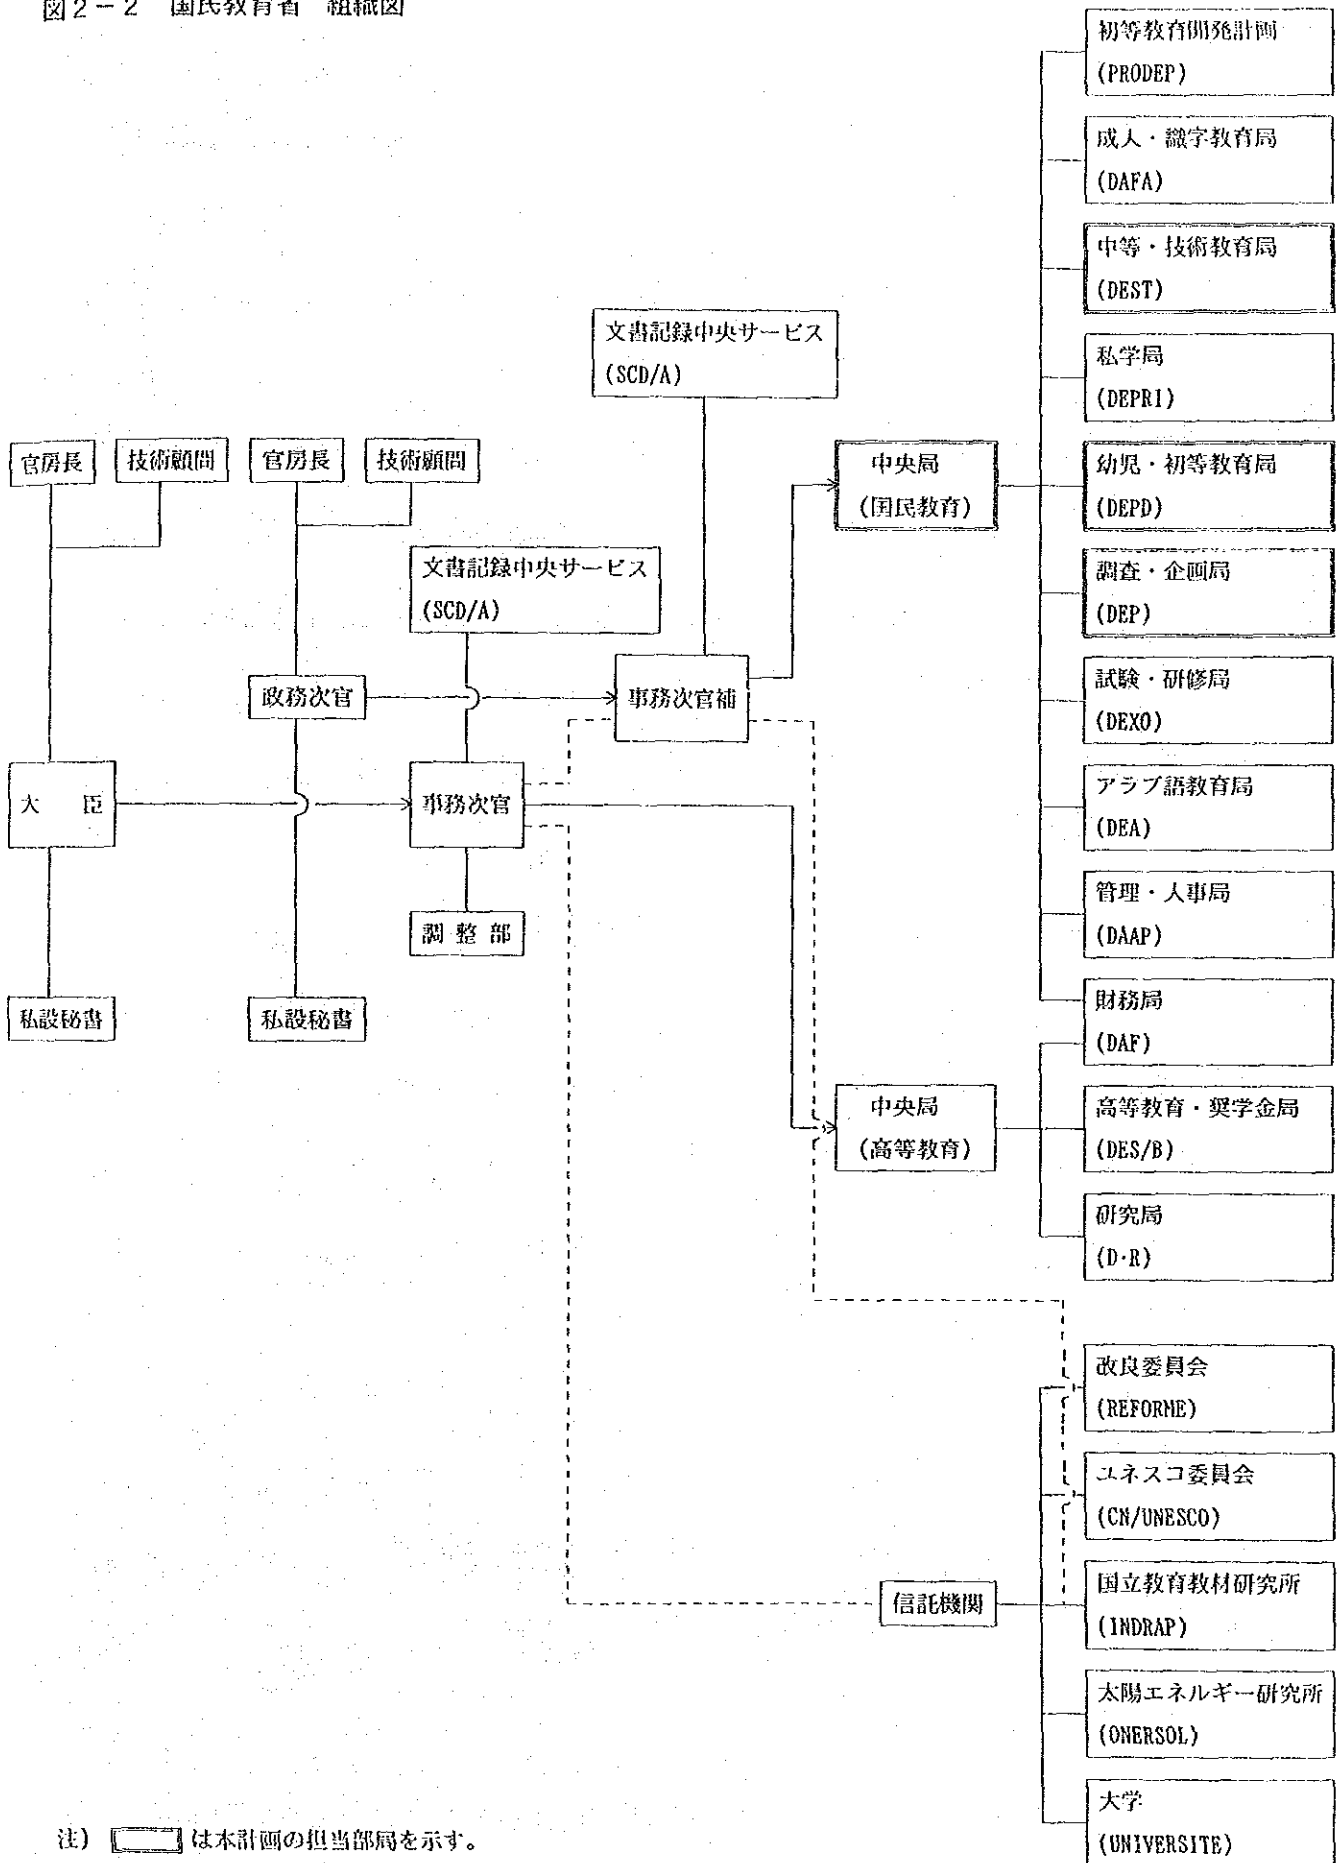 図2-2 国民教育省 組織図
初等教育開発計画
(PRODEP)
成人・識字教育局
(DAFA)
中等・技術教育局
(DEST)
私学局
(DEPRI)
幼児・初等教育局
(DEPD)
調査・企画局
(DEP)
試験・研修局
(DEXO)
アラブ語教育局
(DEA)
管理・人事局
(DAAP)
財務局
(DAF)
高等教育・奨学金局
(DES/B)
研究局
(D·R)
改良委員会
(REFORME)
ユネスコ委員会
(CN/UNESCO)
国立教育教材研究所
(INDRAP)
太陽エネルギー研究所
(ONERSOL)
大学
(UNIVERSITE)
文書記録中央サービス
(SCD/A)
官房長
技術顧問
官房長
技術顧問
中央局
(国民教育)
文書記録中央サービス
(SCD/A)
政務次官
事務次官補
大 臣
事務次官
調 整 部
私設秘書
私設秘書
中央局
(高等教育)
信託機関
注) は本計画の担当部局を示す。